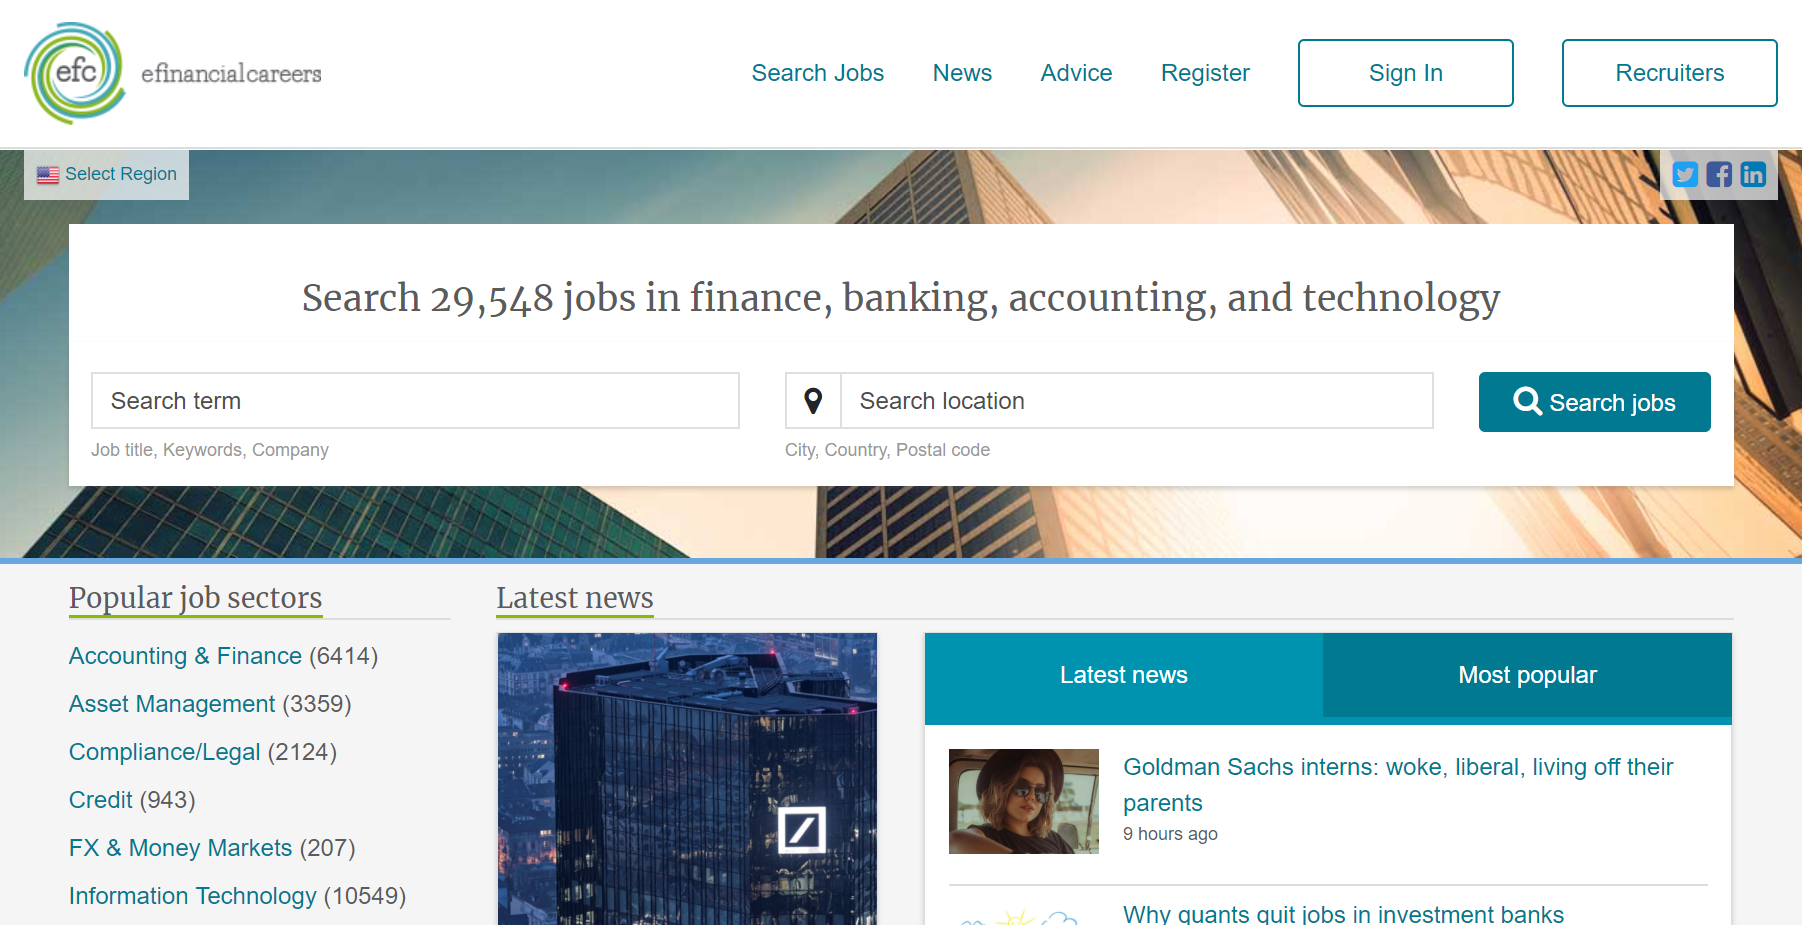 efc efinancialcareers
Search Jobs News Advice Register Sign In Recruiters
Select Region
Search 29,548 jobs in finance, banking, accounting, and technology
Search term Search location Search jobs
Job title, Keywords, Company City, Country, Postal code
Popular job sectors
Accounting & Finance (6414)
Asset Management (3359)
Compliance/Legal (2124)
Credit (943)
FX & Money Markets (207)
Information Technology (10549)
Latest news
Latest news Most popular
Goldman Sachs interns: woke, liberal, living off their
parents
9 hours ago
Why quants quit jobs in investment banks